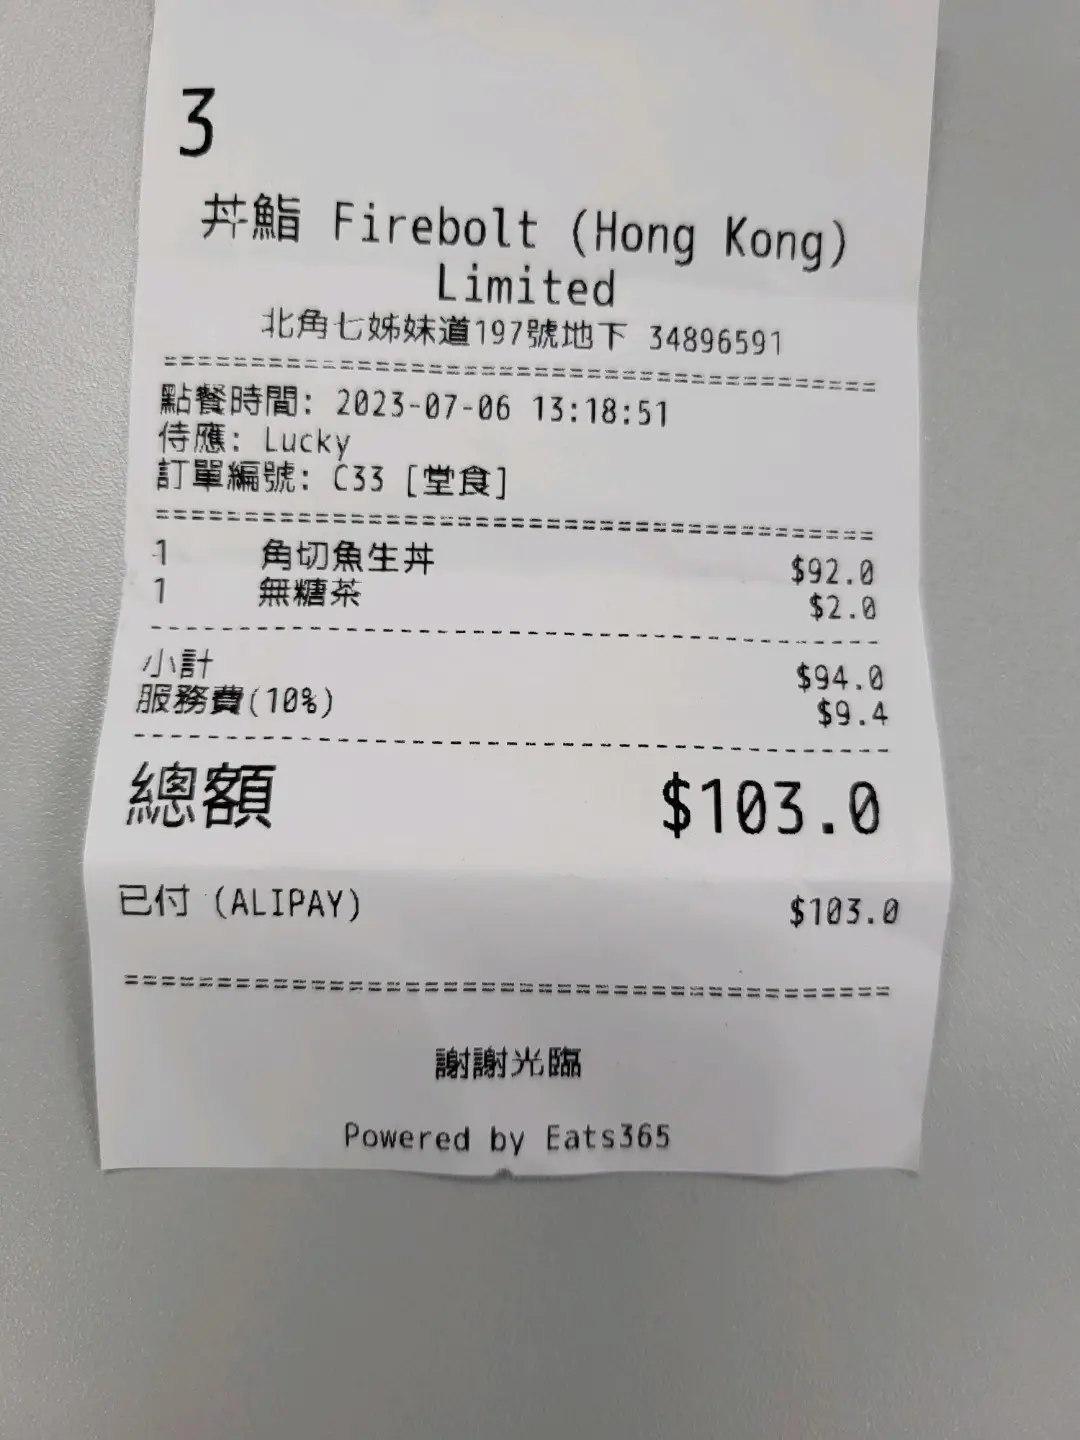 3
丼鮨 Firebolt (Hong Kong)
Limited
北角七姊妹道197號地下 34896591
點餐時間: 2023-07-06 13:18:51
侍應: Lucky
訂單編號: C33 [堂食]
1 角切魚生丼 $92.0
1 無糖茶 $2.0
小計 $94.0
服務費(10%) $9.4
總額 $103.0
已付 (ALIPAY) $103.0
謝謝光臨
Powered by Eats365